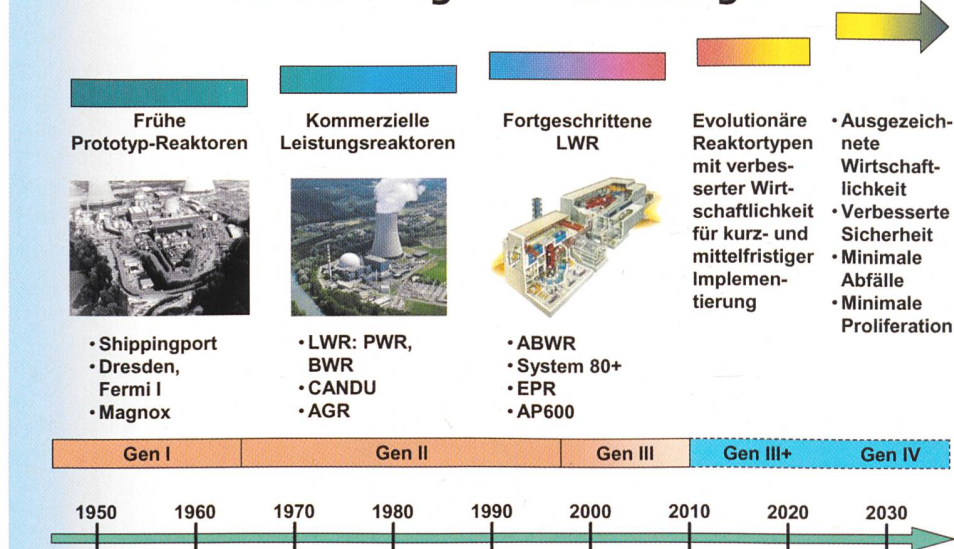 Frühe
Prototyp-Reaktoren
Kommerzielle
Leistungsreaktoren
Fortgeschrittene
LWR
Evolutionäre
Reaktortypen
mit verbes-
serter Wirt-
schaftlichkeit
für kurz- und
mittelfristiger
Implemen-
tierung
• Ausgezeich-
nete
Wirtschaft-
lichkeit
• Verbesserte
Sicherheit
• Minimale
Abfälle
• Minimale
Proliferation
• Shippingport
• Dresden,
Fermi I
• Magnox
• LWR: PWR,
BWR
• CANDU
• AGR
• ABWR
• System 80+
• EPR
• AP600
Gen I
Gen II
Gen III
Gen III+
Gen IV
1950 1960 1970 1980 1990 2000 2010 2020 2030